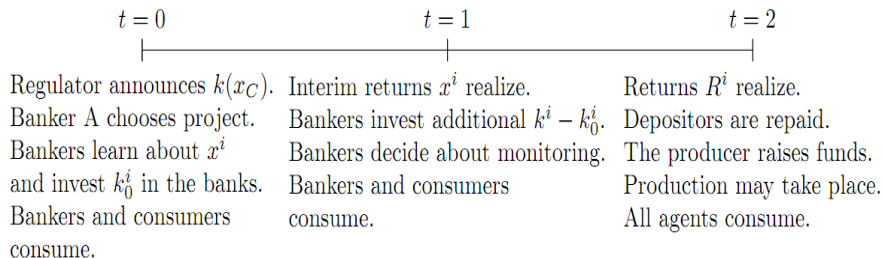 t = 0
Regulator announces k(x_C).
Banker A chooses project.
Bankers learn about x^i
and invest k_0^i in the banks.
Bankers and consumers
consume.
t = 1
Interim returns x^i realize.
Bankers invest additional k^i − k_0^i.
Bankers decide about monitoring.
Bankers and consumers
consume.
t = 2
Returns R^i realize.
Depositors are repaid.
The producer raises funds.
Production may take place.
All agents consume.